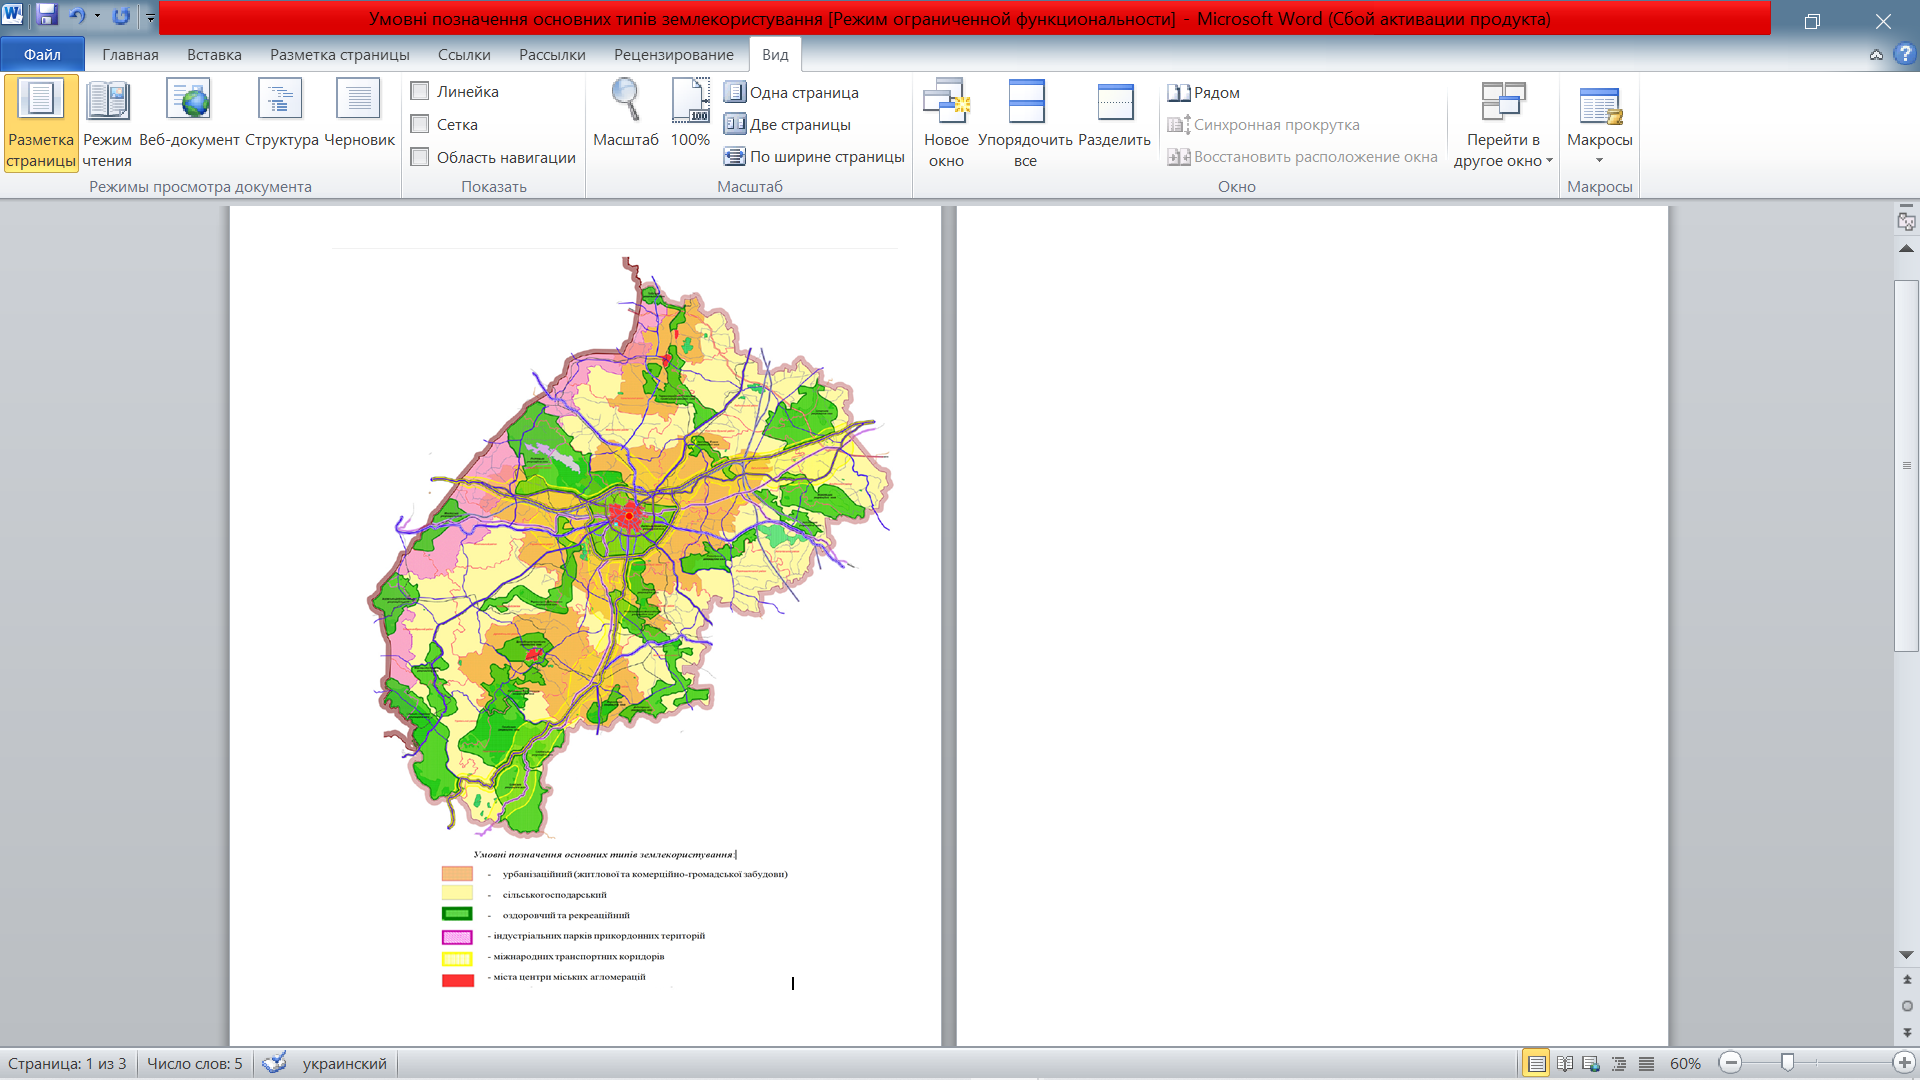 Умовні позначення основних типів землекористування [Режим ограниченной функциональности] - Microsoft Word (Сбой активации продукта)
Файл Главная Вставка Разметка страницы Ссылки Рассылки Рецензирование Вид
Разметка страницы
Режим чтения
Веб-документ
Структура
Черновик
Режимы просмотра документа
Линейка
Сетка
Область навигации
Показать
Масштаб
100
100%
Одна страница
Две страницы
По ширине страницы
Масштаб
Новое окно
Упорядочить все
Разделить
Рядом
Синхронная прокрутка
Восстановить расположение окна
Перейти в другое окно
Окно
Макросы
Макросы
Умовні позначення основних типів землекористування:
- урбанізаційний (житлової та комерційно-громадської забудови)
- сільськогосподарський
- оздоровчий та рекреаційний
- індустріальних парків прикордонних територій
- міжнародних транспортних коридорів
- міста центри міських агломерацій
Страница: 1 из 3 Число слов: 5 украинский 60%